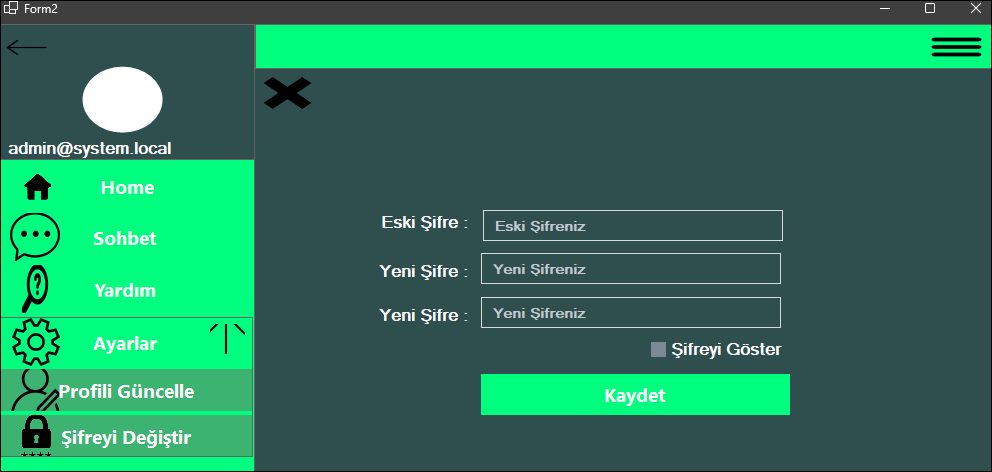 Form2
admin@system.local
Home
Sohbet
Yardım
Ayarlar
Profili Güncelle
Şifreyi Değiştir
****
Eski Şifre :
Eski Şifreniz
Yeni Şifre :
Yeni Şifreniz
Yeni Şifre :
Yeni Şifreniz
Şifreyi Göster
Kaydet